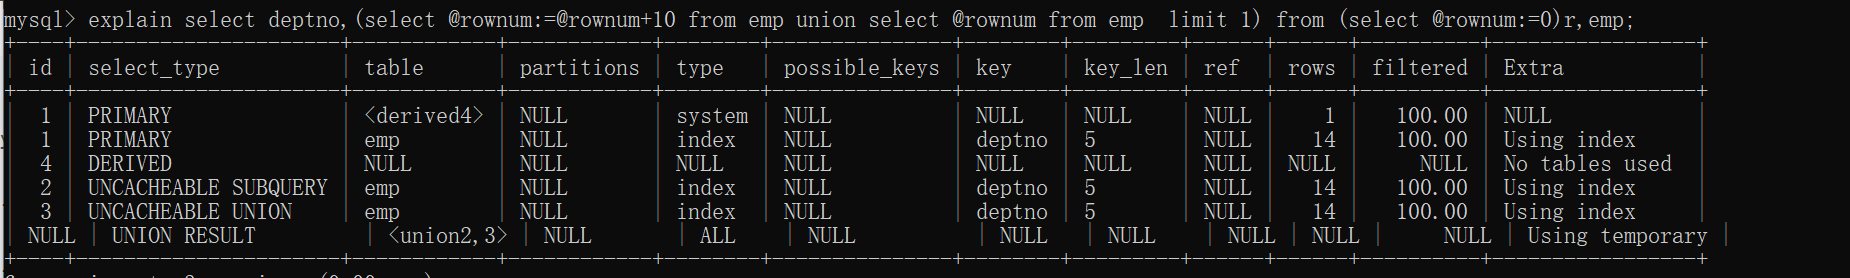 mysql> explain select deptno,(select @rownum:=@rownum+10 from emp union select @rownum from emp  limit 1) from (select @rownum:=0)r,emp;
+----+----------------------+------------+------------+--------+---------------+--------+---------+------+------+----------+-----------------+
| id | select_type          | table      | partitions | type   | possible_keys | key    | key_len | ref  | rows | filtered | Extra           |
+----+----------------------+------------+------------+--------+---------------+--------+---------+------+------+----------+-----------------+
| 1 | PRIMARY              | <derived4> | NULL       | system | NULL          | NULL   | NULL    | NULL |    1 |   100.00 | NULL            |
| 1 | PRIMARY              | emp        | NULL       | index  | NULL          | deptno | 5       | NULL |   14 |   100.00 | Using index     |
| 4 | DERIVED              | NULL       | NULL       | NULL   | NULL          | NULL   | NULL    | NULL | NULL |     NULL | No tables used  |
| 2 | UNCACHEABLE SUBQUERY | emp        | NULL       | index  | NULL          | deptno | 5       | NULL |   14 |   100.00 | Using index     |
| 3 | UNCACHEABLE UNION    | emp        | NULL       | index  | NULL          | deptno | 5       | NULL |   14 |   100.00 | Using index     |
| NULL | UNION RESULT         | <union2,3> | NULL       | ALL    | NULL          | NULL   | NULL    | NULL | NULL |     NULL | Using temporary |
+----+----------------------+------------+------------+--------+---------------+--------+---------+------+------+----------+-----------------+